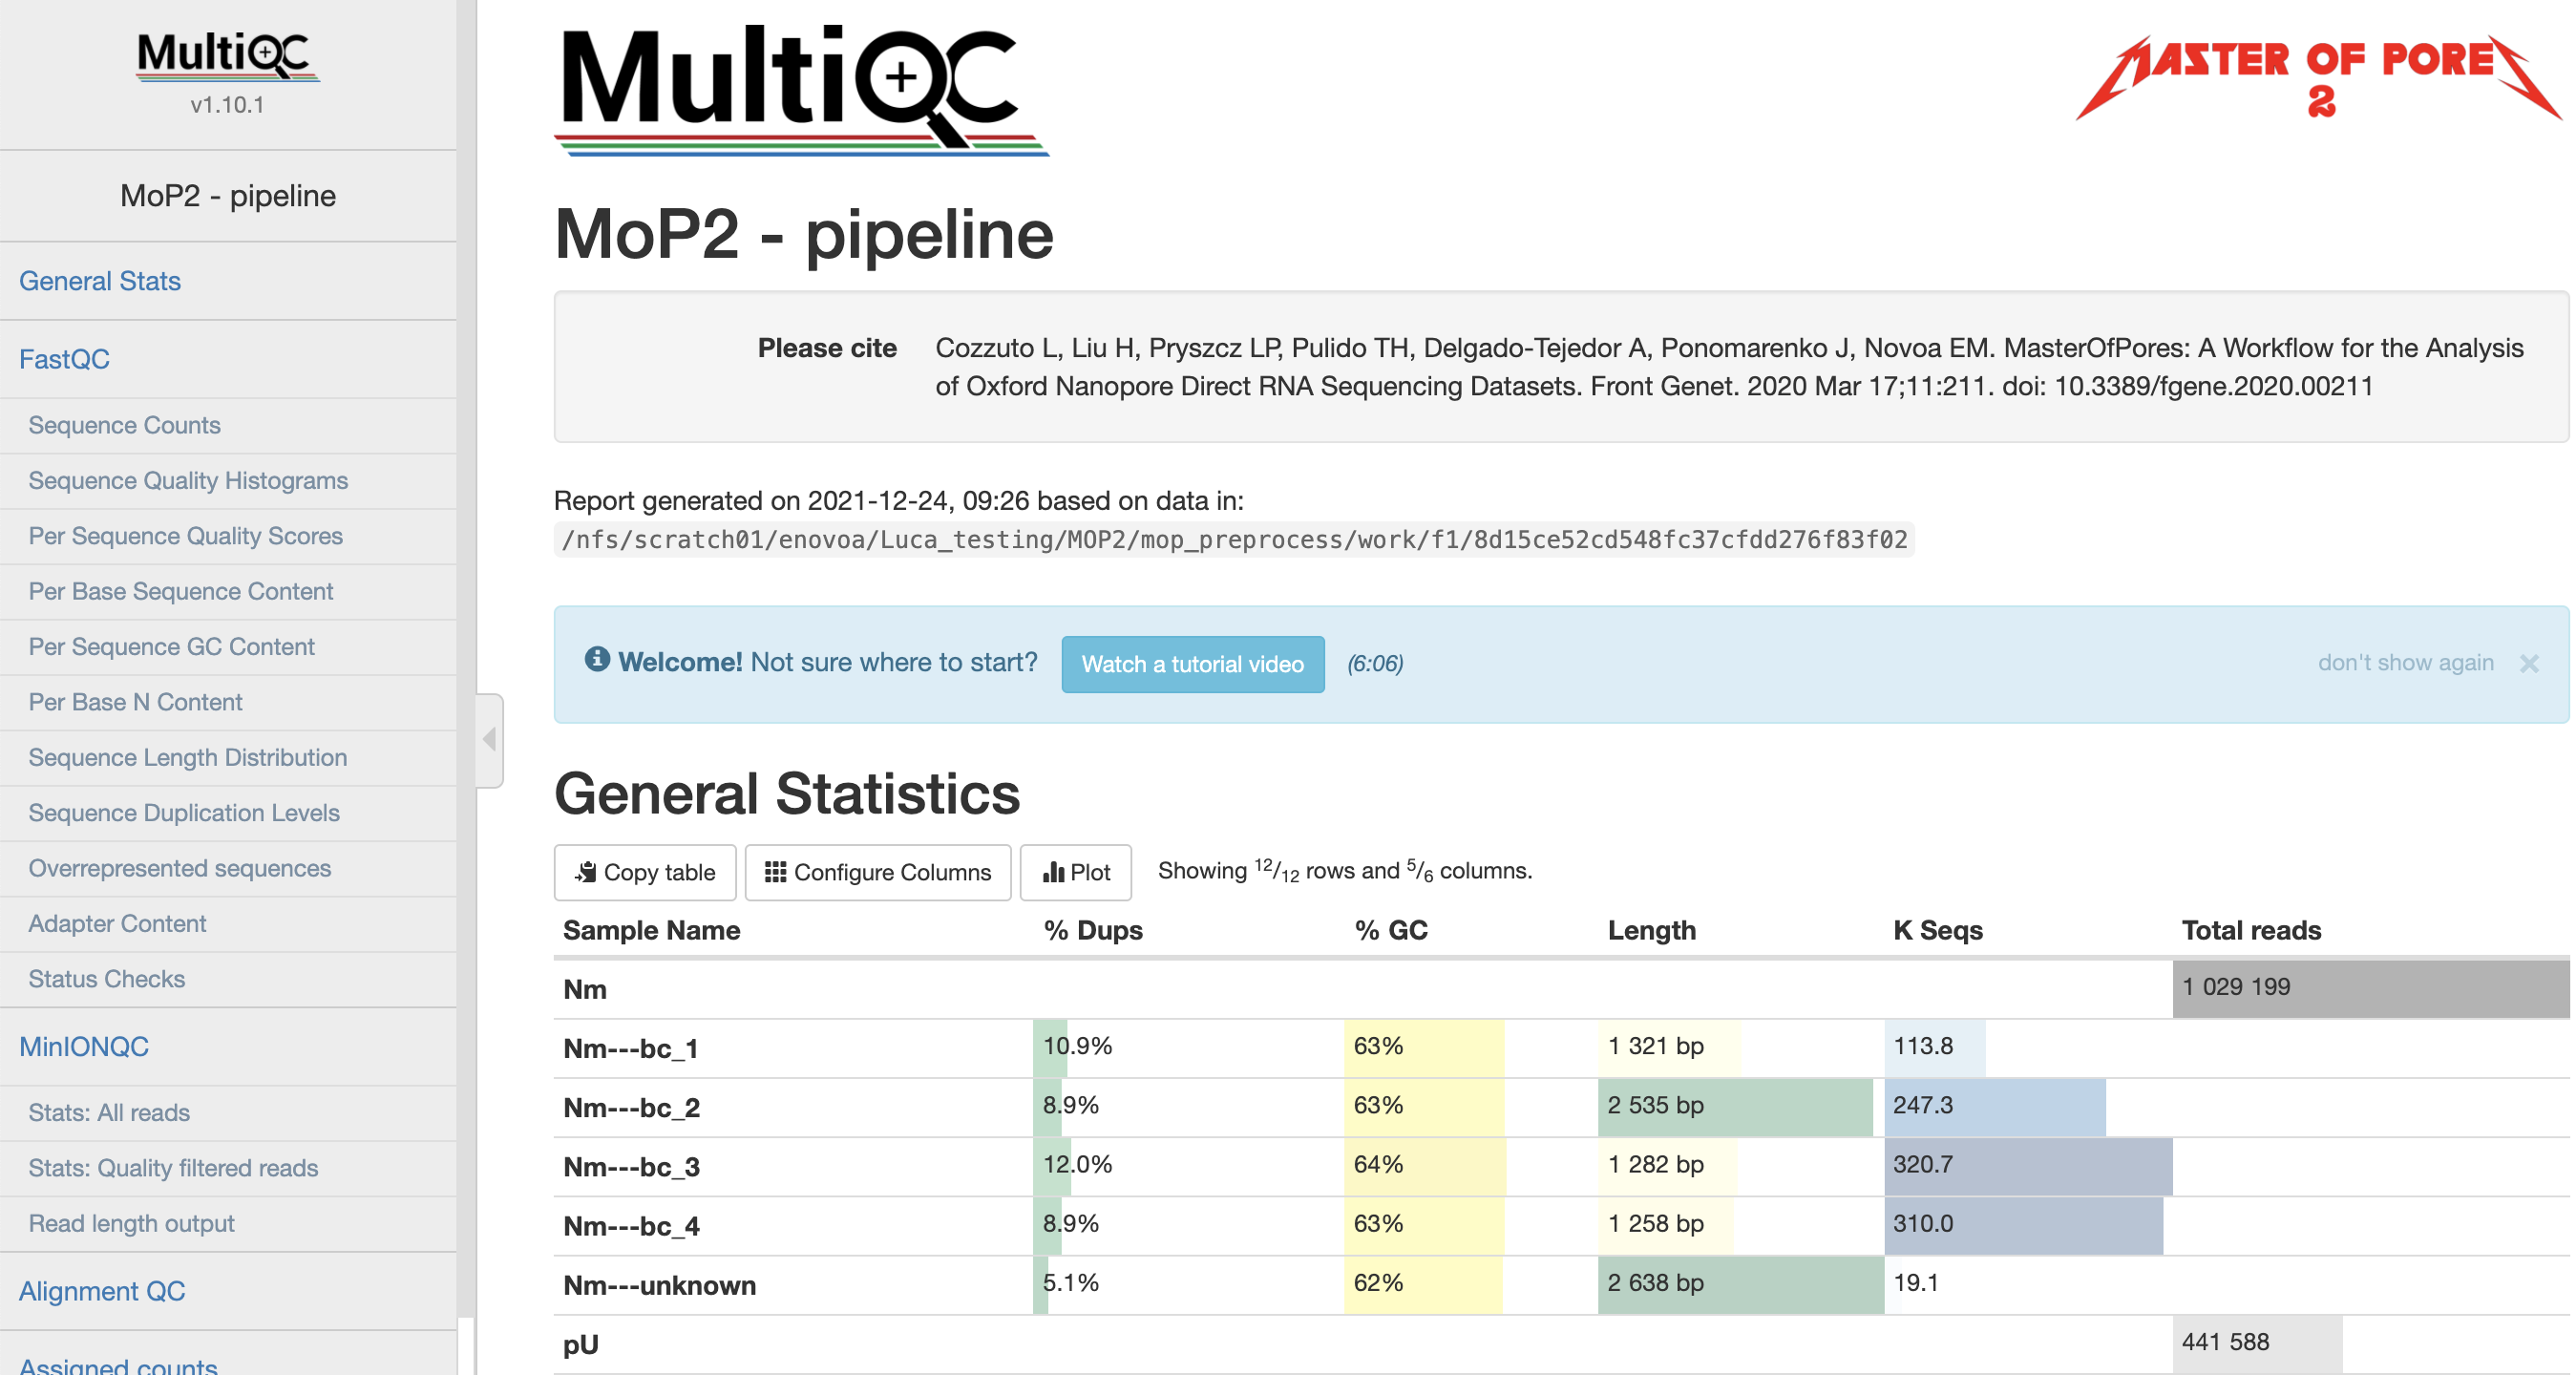 MultiQC
v1.10.1
MoP2 - pipeline
General Stats
FastQC
Sequence Counts
Sequence Quality Histograms
Per Sequence Quality Scores
Per Base Sequence Content
Per Sequence GC Content
Per Base N Content
Sequence Length Distribution
Sequence Duplication Levels
Overrepresented sequences
Adapter Content
Status Checks
MinIONQC
Stats: All reads
Stats: Quality filtered reads
Read length output
Alignment QC
Assigned counts
MultiQC
MASTER OF PORES
2
MoP2 - pipeline
Please cite Cozzuto L, Liu H, Pryszcz LP, Pulido TH, Delgado-Tejedor A, Ponomarenko J, Novoa EM. MasterOfPores: A Workflow for the Analysis
of Oxford Nanopore Direct RNA Sequencing Datasets. Front Genet. 2020 Mar 17;11:211. doi: 10.3389/fgene.2020.00211
Report generated on 2021-12-24, 09:26 based on data in:
/nfs/scratch01/enovoa/Luca_testing/MOP2/mop_preprocess/work/f1/8d15ce52cd548fc37cfdd276f83f02
Welcome! Not sure where to start? Watch a tutorial video (6:06) don't show again ×
General Statistics
Copy table Configure Columns Plot Showing 12/12 rows and 5/6 columns.
Sample Name % Dups % GC Length K Seqs Total reads
Nm 1 029 199
Nm---bc_1 10.9% 63% 1 321 bp 113.8
Nm---bc_2 8.9% 63% 2 535 bp 247.3
Nm---bc_3 12.0% 64% 1 282 bp 320.7
Nm---bc_4 8.9% 63% 1 258 bp 310.0
Nm---unknown 5.1% 62% 2 638 bp 19.1
pU 441 588